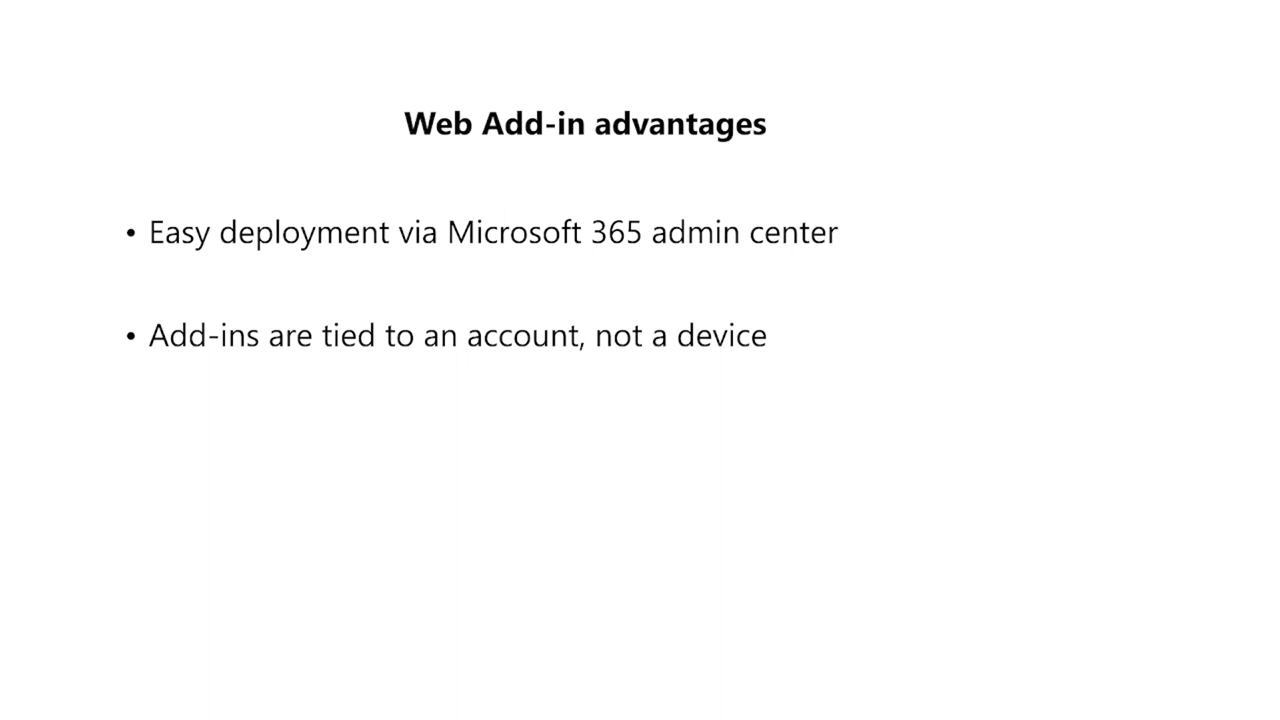 Web Add-in advantages
• Easy deployment via Microsoft 365 admin center
• Add-ins are tied to an account, not a device